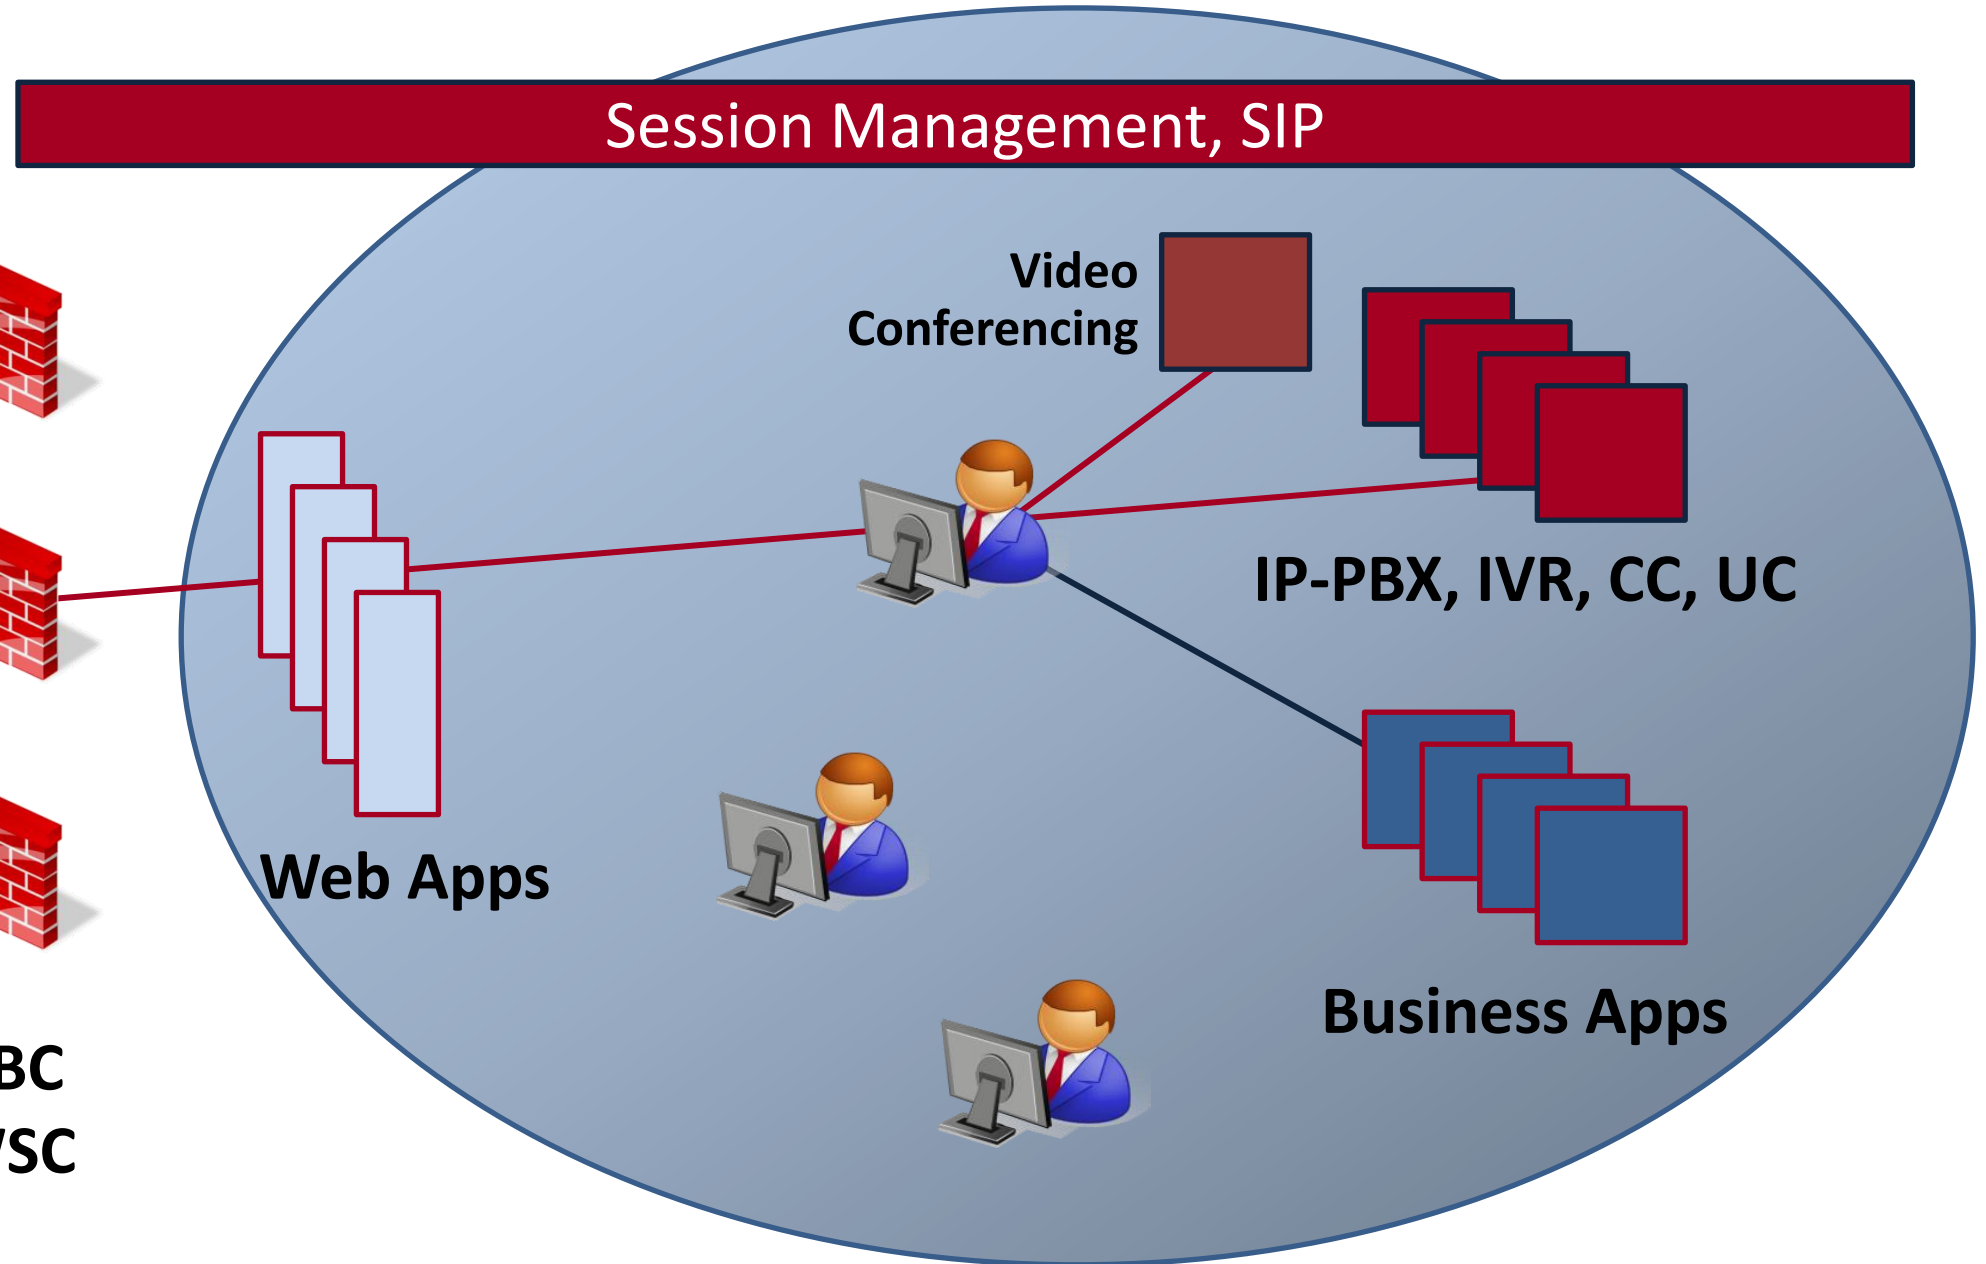 Session Management, SIP
Video
Conferencing
IP-PBX, IVR, CC, UC
Web Apps
Business Apps
BC
SC